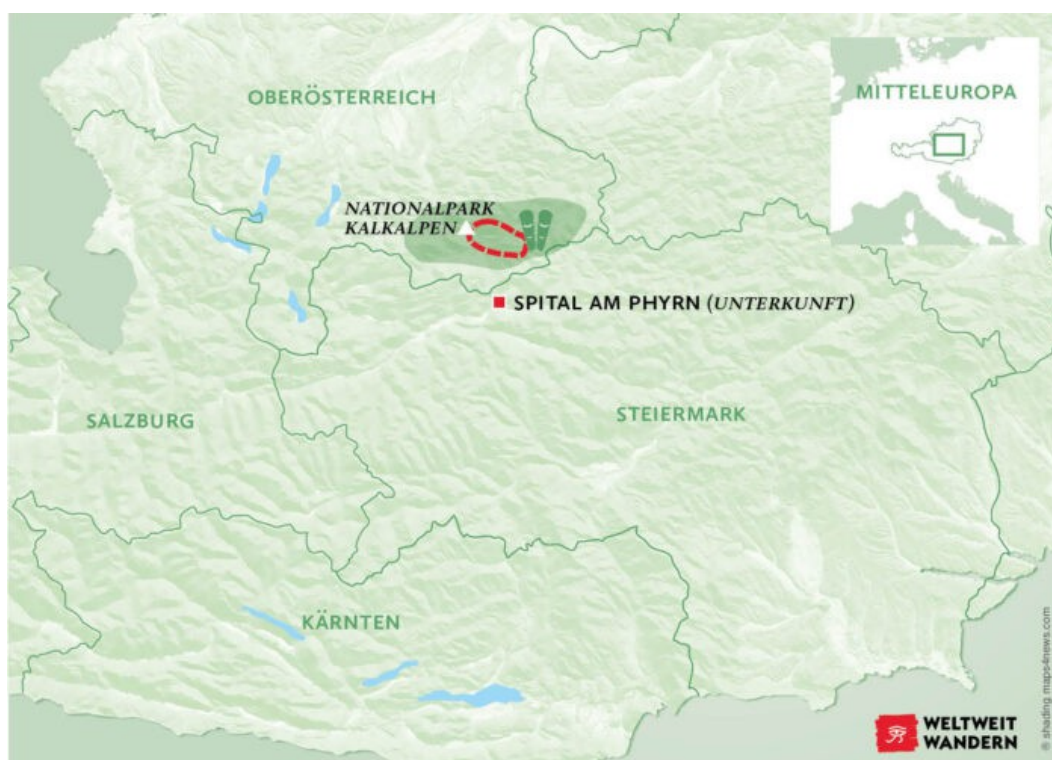 OBERÖSTERREICH
MITTELEUROPA
NATIONALPARK
KALKALPEN
SPITAL AM PHYRN (UNTERKUNFT)
SALZBURG
STEIERMARK
KÄRNTEN
WELTWEIT
WANDERN
© shading maps4news.com